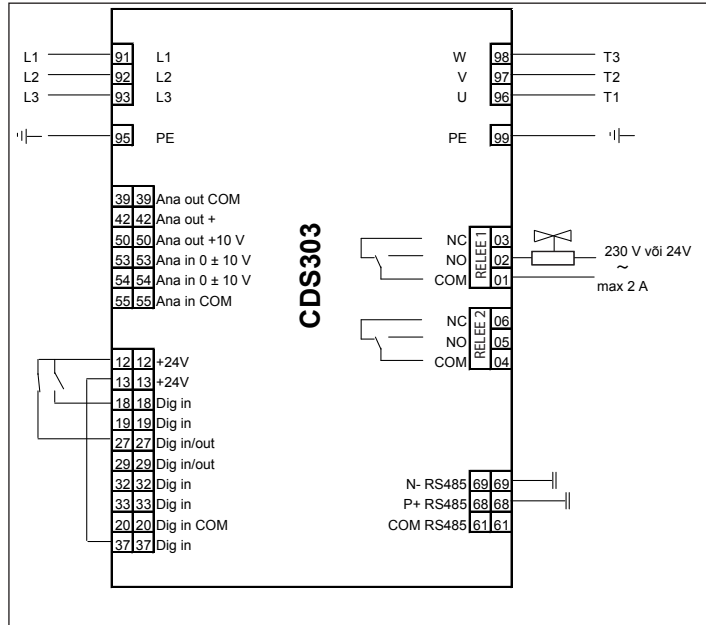 L1 91 L1
L2 92 L2
L3 93 L3
95 PE
W 98 T3
V 97 T2
U 96 T1
PE 99
39 39 Ana out COM
42 42 Ana out +
50 50 Ana out +10 V
53 53 Ana in 0 ± 10 V
54 54 Ana in 0 ± 10 V
55 55 Ana in COM
CDS303
NC 03
NO 02
COM 01
RELEE 1
230 V või 24V
~
max 2 A
NC 06
NO 05
COM 04
RELEE 2
12 12 +24V
13 13 +24V
18 18 Dig in
19 19 Dig in
27 27 Dig in/out
29 29 Dig in/out
32 32 Dig in
33 33 Dig in
20 20 Dig in COM
37 37 Dig in
N- RS485 69 69
P+ RS485 68 68
COM RS485 61 61